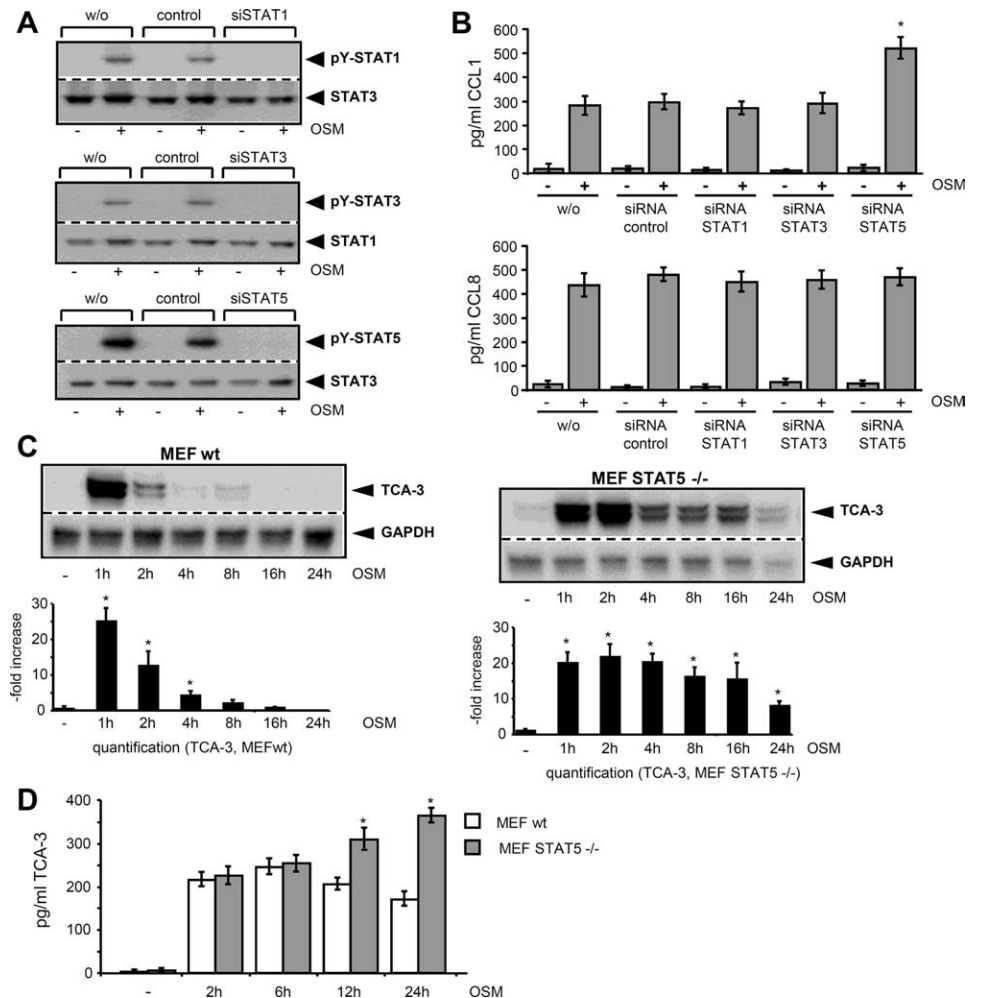 A
w/o control siSTAT1
pY-STAT1
STAT3
- + - + - + OSM
w/o control siSTAT3
pY-STAT3
STAT1
- + - + - + OSM
w/o control siSTAT5
pY-STAT5
STAT3
- + - + - + OSM
B
pg/ml CCL1
600
500
400
300
200
100
0
*
- + - + - + - + - + OSM
w/o siRNA control siRNA STAT1 siRNA STAT3 siRNA STAT5
pg/ml CCL8
600
500
400
300
200
100
0
- + - + - + - + - + OSM
w/o siRNA control siRNA STAT1 siRNA STAT3 siRNA STAT5
C
MEF wt
TCA-3
GAPDH
- 1h 2h 4h 8h 16h 24h OSM
-fold increase
30
20
10
0
* * *
- 1h 2h 4h 8h 16h 24h OSM
quantification (TCA-3, MEFwt)
MEF STAT5 -/-
TCA-3
GAPDH
- 1h 2h 4h 8h 16h 24h OSM
-fold increase
30
20
10
0
* * * * * *
- 1h 2h 4h 8h 16h 24h OSM
quantification (TCA-3, MEF STAT5 -/-)
D
pg/ml TCA-3
400
300
200
100
0
* *
- 2h 6h 12h 24h OSM
MEF wt
MEF STAT5 -/-